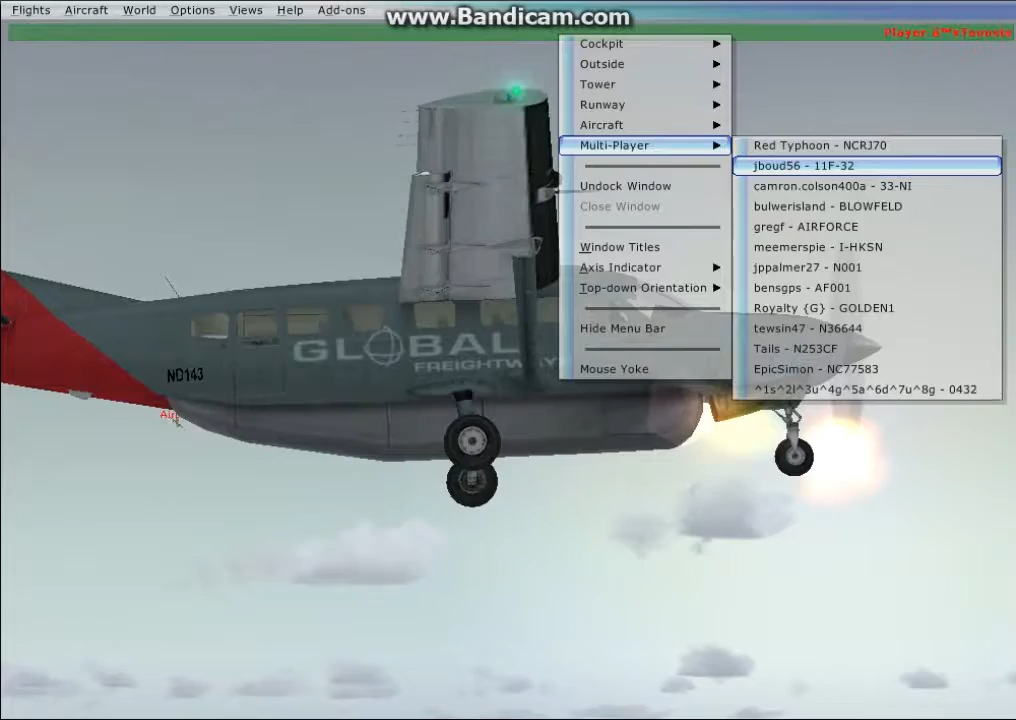 Flights Aircraft World Options Views Help Add-ons
www.Bandicam.com
Cockpit
Outside
Tower
Runway
Aircraft
Multi-Player
Undock Window
Close Window
Window Titles
Axis Indicator
Top-down Orientation
Hide Menu Bar
Mouse Yoke
Red Typhoon - NCRJ70
jboud56 - 11F-32
camron.colson400a - 33-NI
bulwerisland - BLOWFELD
gregf - AIRFORCE
meemerspie - I-HKSN
jppalmer27 - N001
bensgps - AF001
Royalty {G} - GOLDEN1
tewsin47 - N36644
Tails - N253CF
EpicSimon - NC77583
^1s^2l^3u^4g^5a^6d^7u^8g - 0432
GLOBAL
FREIGHTWAYS
ND143
Player